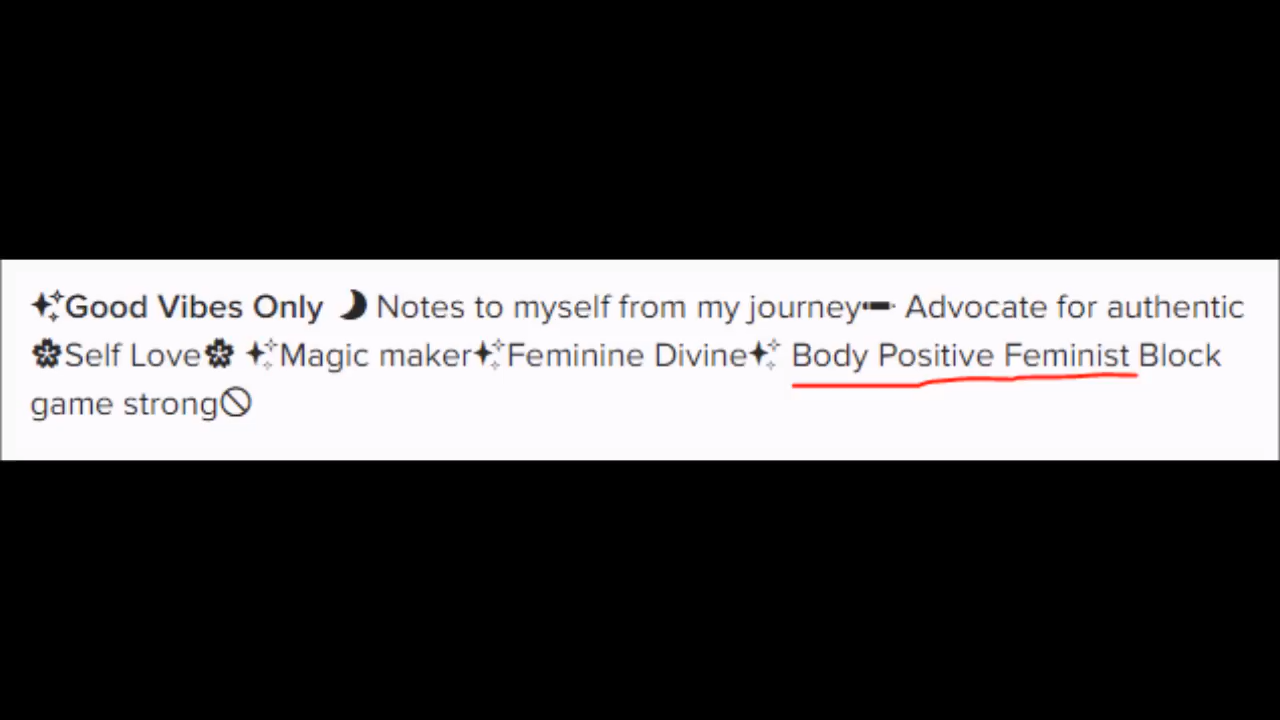 ✨Good Vibes Only 🌙 Notes to myself from my journey✏ Advocate for authentic
🌸Self Love🌸 ✨Magic maker✨Feminine Divine✨ Body Positive Feminist Block
game strong🚫